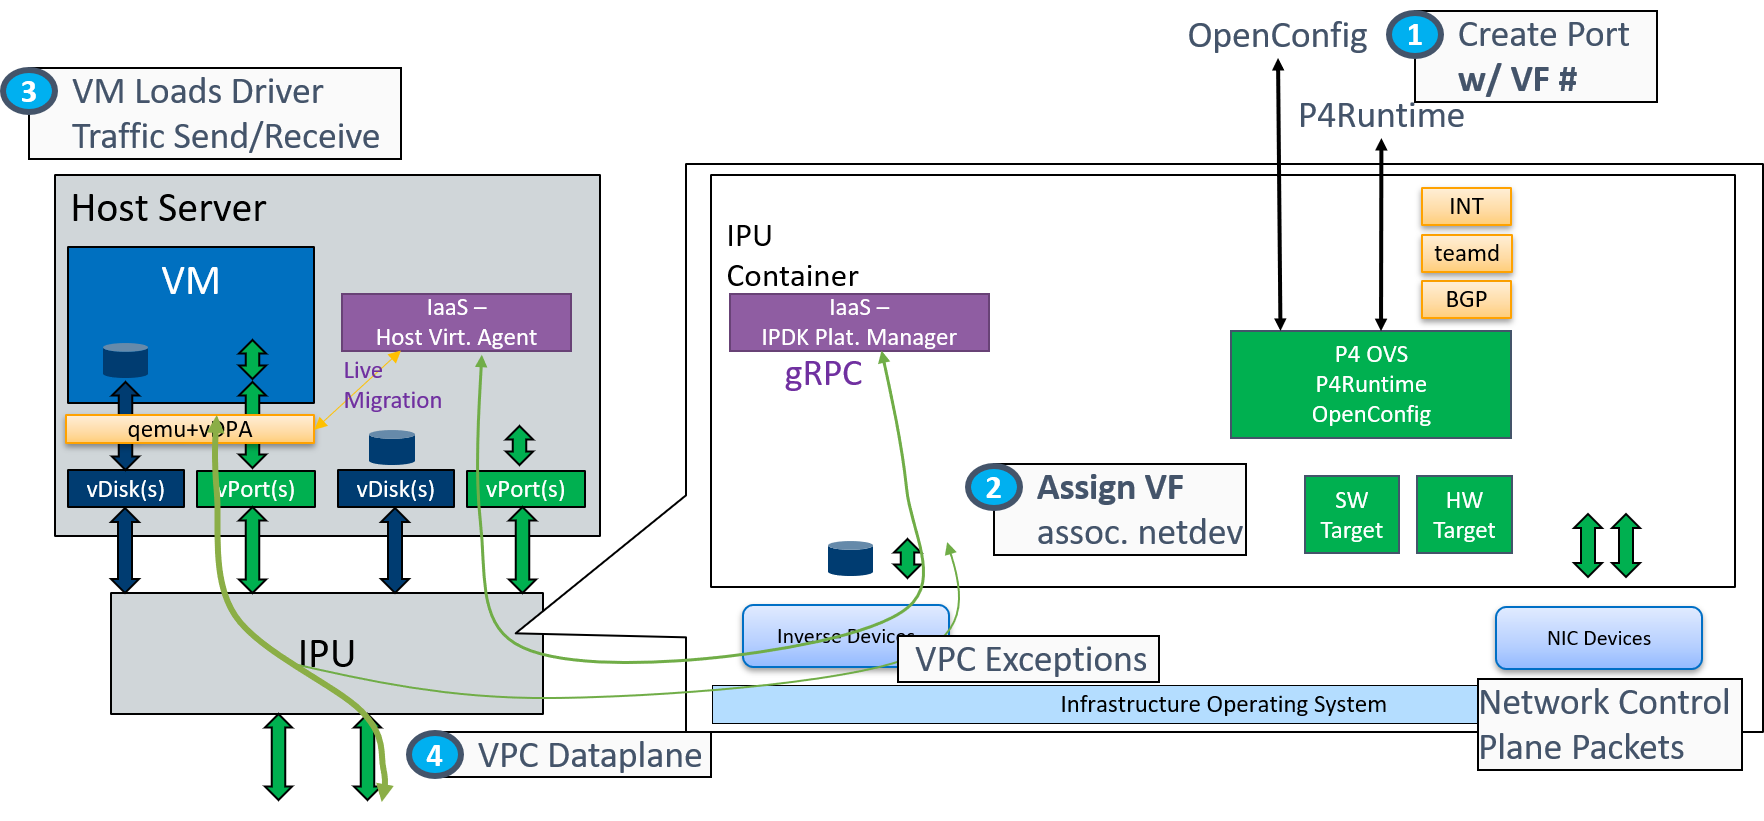 OpenConfig
1
Create Port
w/ VF #
P4Runtime
3
VM Loads Driver
Traffic Send/Receive
Host Server
VM
IaaS –
Host Virt. Agent
Live
Migration
qemu+vDPA
vDisk(s)
vPort(s)
vDisk(s)
vPort(s)
IPU
4
VPC Dataplane
IPU
Container
IaaS –
IPDK Plat. Manager
gRPC
INT
teamd
BGP
P4 OVS
P4Runtime
OpenConfig
2
Assign VF
assoc. netdev
SW
Target
HW
Target
Inverse Devices
VPC Exceptions
NIC Devices
Infrastructure Operating System
Network Control
Plane Packets